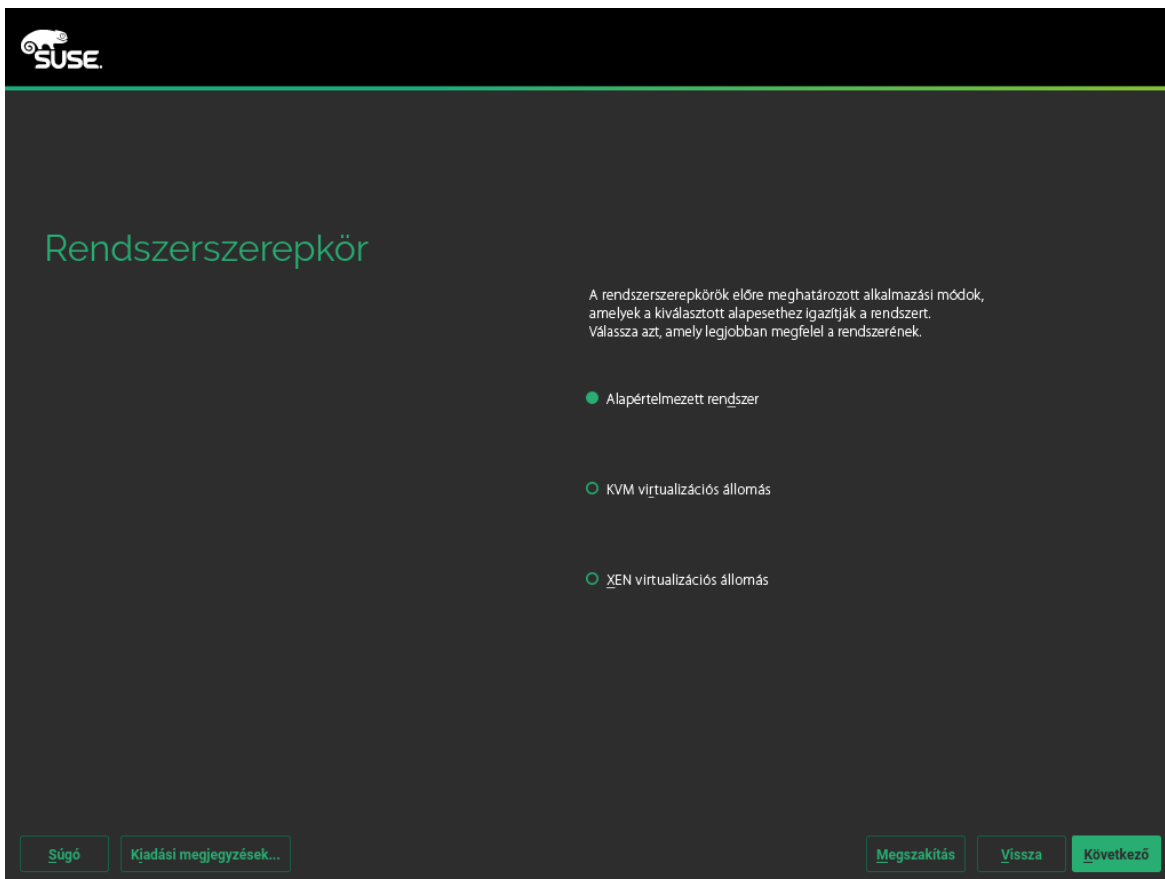 SUSE.
Rendszerszerepkör
A rendszerszerepkörök előre meghatározott alkalmazási módok,
amelyek a kiválasztott alapesethez igazítják a rendszert.
Válassza azt, amely legjobban megfelel a rendszerének.
Alapértelmezett rendszer
KVM virtualizációs állomás
XEN virtualizációs állomás
Súgó
Kiadási megjegyzések...
Megszakítás
Vissza
Következő